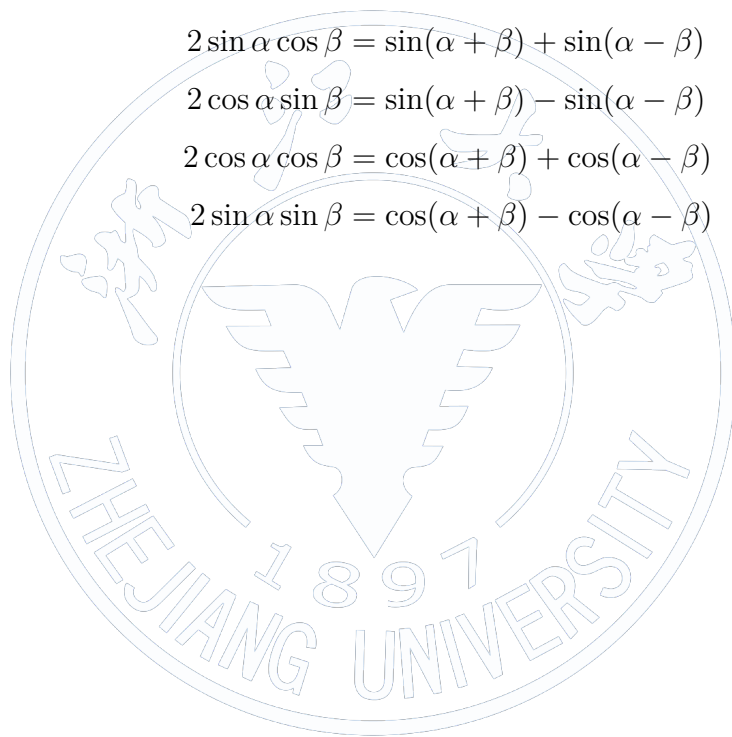 2 sin α cos β = sin(α + β) + sin(α − β)
2 cos α sin β = sin(α + β) − sin(α − β)
2 cos α cos β = cos(α + β) + cos(α − β)
2 sin α sin β = cos(α + β) − cos(α − β)
浙江大學
1897
ZHEJIANG UNIVERSITY